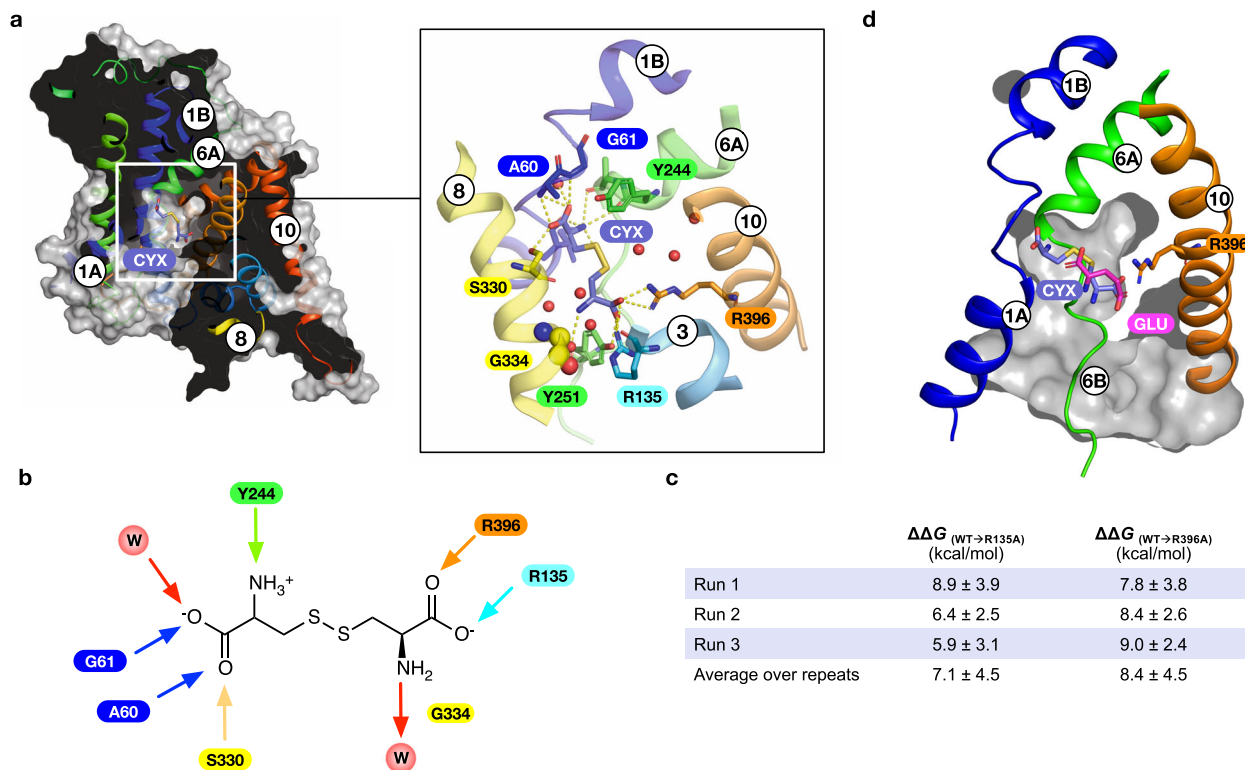 a
1B
6A
10
CYX
1A
8
1B
G61
A60
6A
Y244
8
10
CYX
S330
R396
3
G334
Y251
R135
d
1B
6A
10
R396
CYX
1A
GLU
6B
b
Y244
W
R396
NH3+
O
R135
-O
S
S
O-
G61
O
NH2
A60
G334
S330
W
c
ΔΔG (WT→R135A) ΔΔG (WT→R396A)
(kcal/mol) (kcal/mol)
Run 1 8.9 ± 3.9 7.8 ± 3.8
Run 2 6.4 ± 2.5 8.4 ± 2.6
Run 3 5.9 ± 3.1 9.0 ± 2.4
Average over repeats 7.1 ± 4.5 8.4 ± 4.5